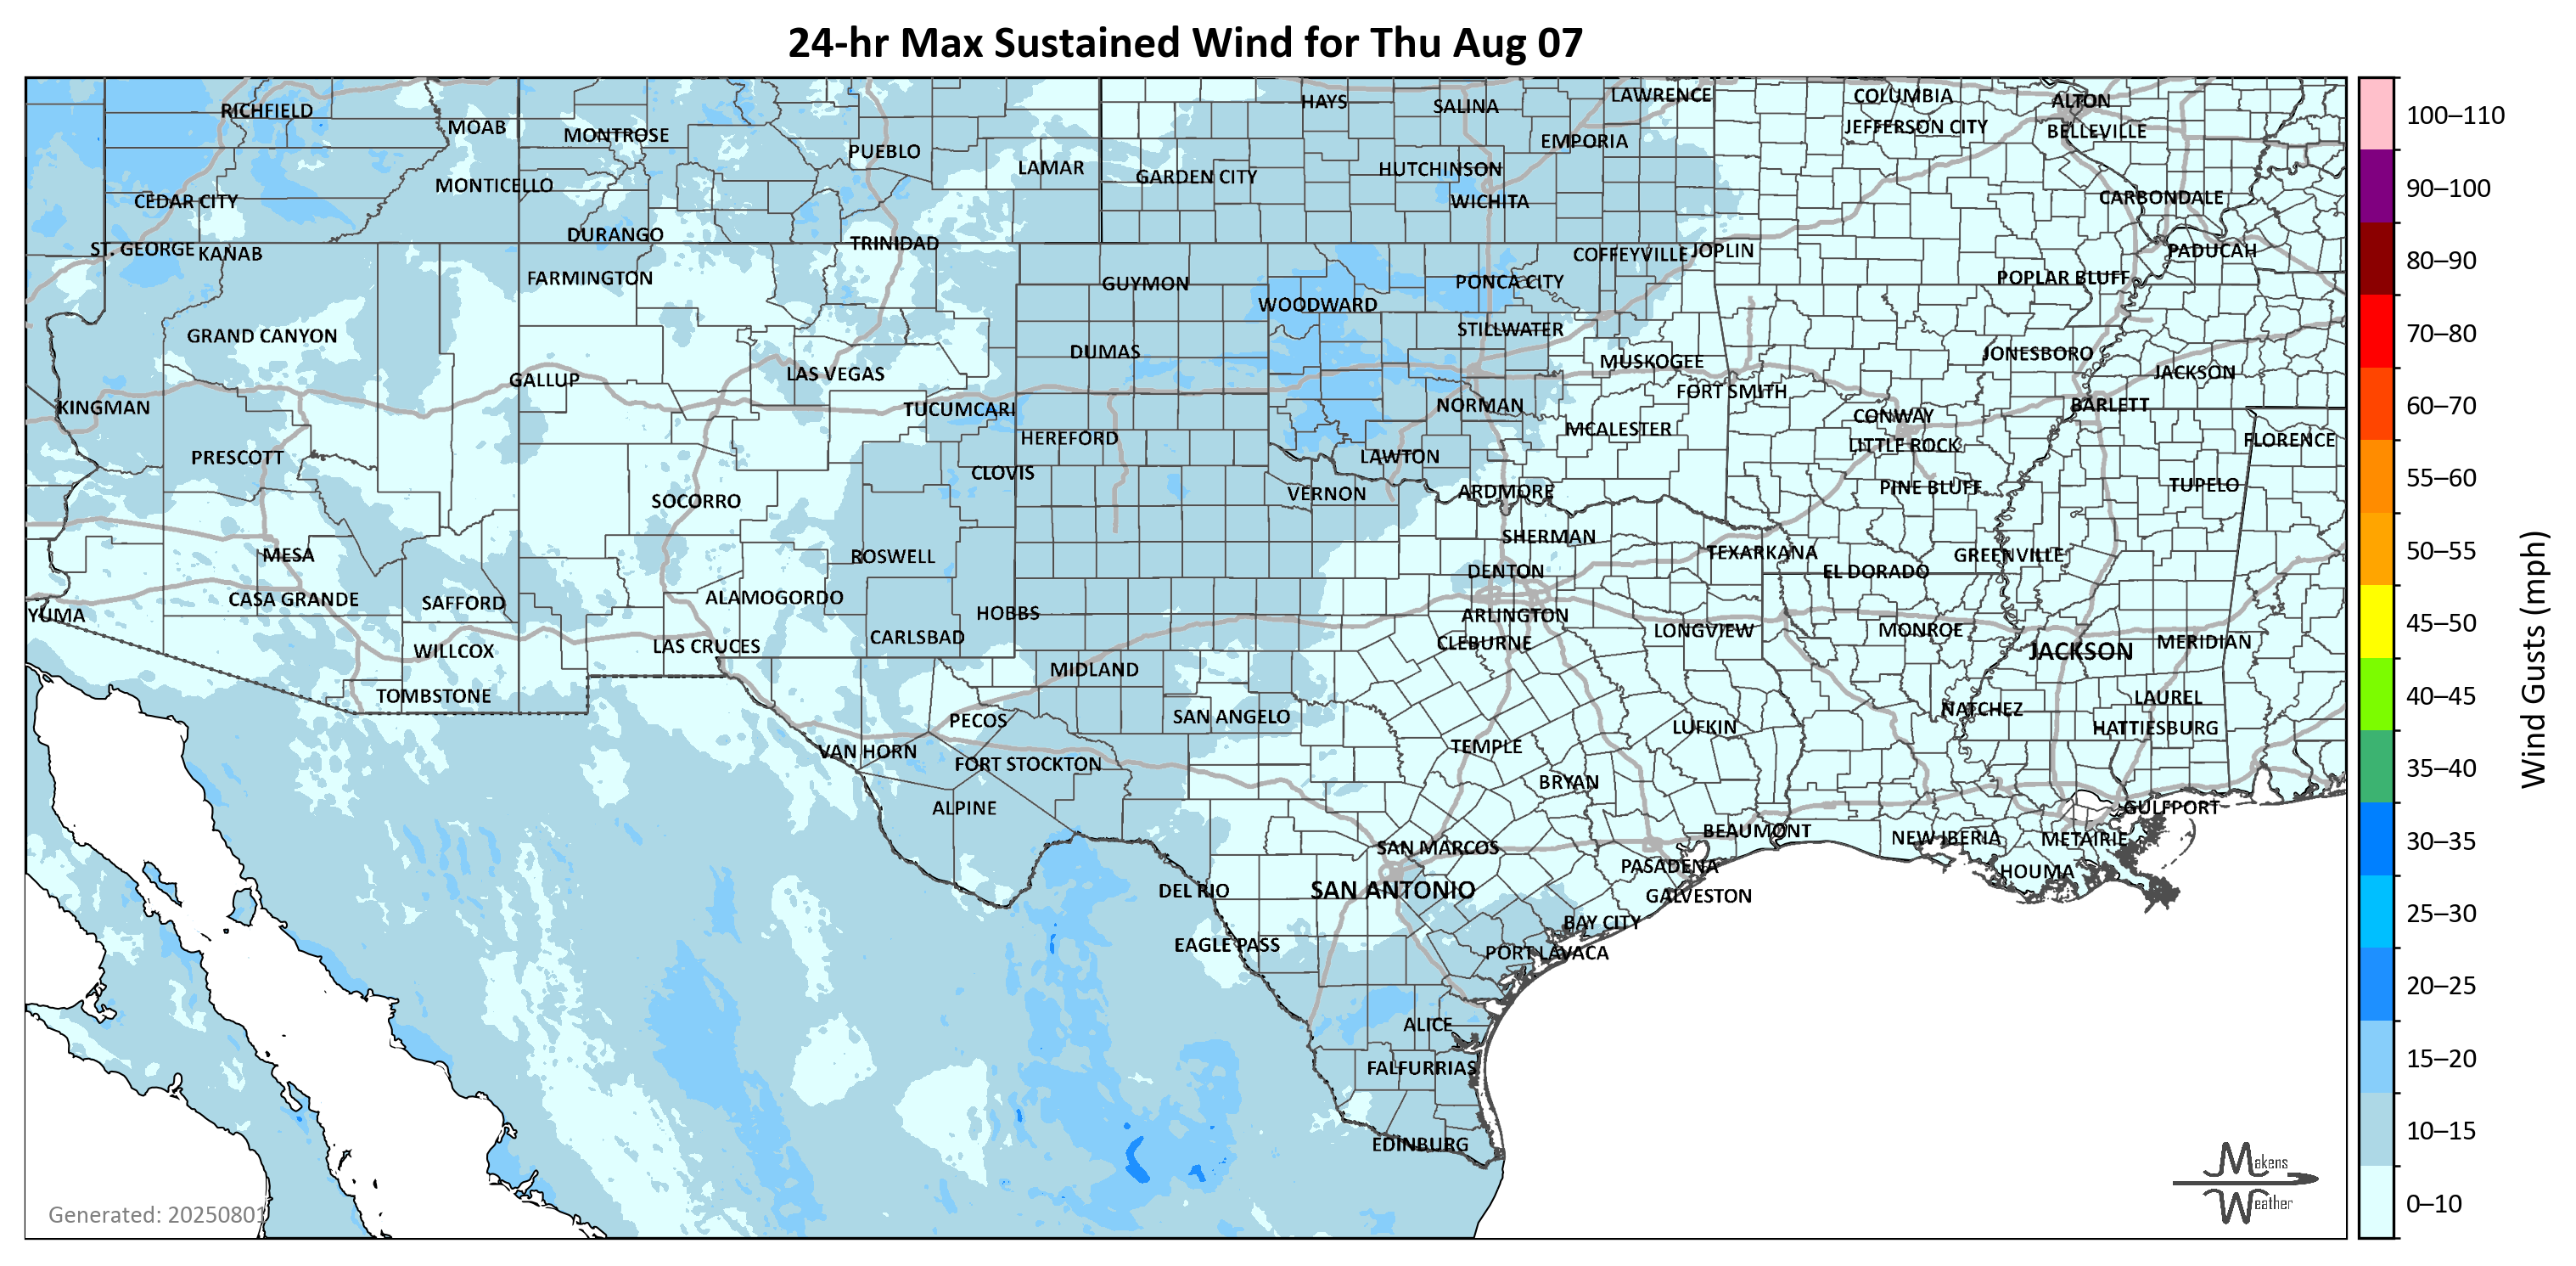 24-hr Max Sustained Wind for Thu Aug 07
RICHFIELD
MOAB
MONTROSE
PUEBLO
LAMAR
HAYS
SALINA
LAWRENCE
COLUMBIA
ALTON
JEFFERSON CITY
BELLEVILLE
EMPORIA
HUTCHINSON
GARDEN CITY
MONTICELLO
CEDAR CITY
WICHITA
CARBONDALE
DURANGO
TRINIDAD
ST. GEORGE
KANAB
FARMINGTON
GUYMON
COFFEYVILLE
JOPLIN
PADUCAH
PONCA CITY
POPLAR BLUFF
WOODWARD
STILLWATER
GRAND CANYON
DUMAS
MUSKOGEE
JONESBORO
GALLUP
LAS VEGAS
FORT SMITH
JACKSON
KINGMAN
TUCUMCARI
NORMAN
CONWAY
BARLETT
HEREFORD
MCALESTER
LITTLE ROCK
FLORENCE
PRESCOTT
CLOVIS
LAWTON
SOCORRO
VERNON
ARDMORE
PINE BLUFF
TUPELO
MESA
ROSWELL
SHERMAN
TEXARKANA
GREENVILLE
DENTON
EL DORADO
YUMA
CASA GRANDE
SAFFORD
ALAMOGORDO
HOBBS
ARLINGTON
WILLCOX
LAS CRUCES
CARLSBAD
CLEBURNE
LONGVIEW
MONROE
JACKSON
MERIDIAN
MIDLAND
TOMBSTONE
PECOS
SAN ANGELO
LUFKIN
NATCHEZ
LAUREL
HATTIESBURG
VAN HORN
FORT STOCKTON
TEMPLE
BRYAN
ALPINE
GULFPORT
SAN MARCOS
BEAUMONT
NEW IBERIA
METAIRIE
PASADENA
HOUMA
DEL RIO
SAN ANTONIO
GALVESTON
EAGLE PASS
BAY CITY
PORT LAVACA
ALICE
FALFURRIAS
EDINBURG
Generated: 20250801
Makens
Weather
100–110
90–100
80–90
70–80
60–70
55–60
50–55
45–50
40–45
35–40
30–35
25–30
20–25
15–20
10–15
0–10
Wind Gusts (mph)